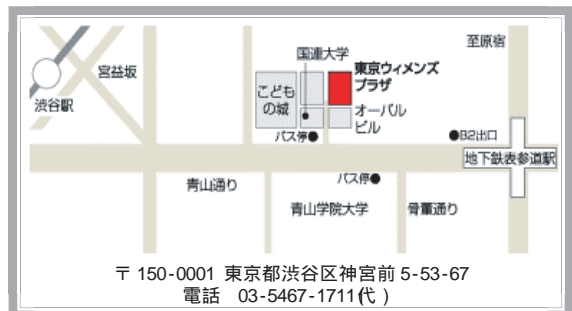 至原宿
国連大学
宮益坂
東京ウィメンズ
プラザ
渋谷駅
こども
の城
オーバル
ビル
バス停●
●B2出口
地下鉄表参道駅
青山通り
バス停●
青山学院大学
骨董通り
〒150-0001 東京都渋谷区神宮前5-53-67
電話 03-5467-1711(代)